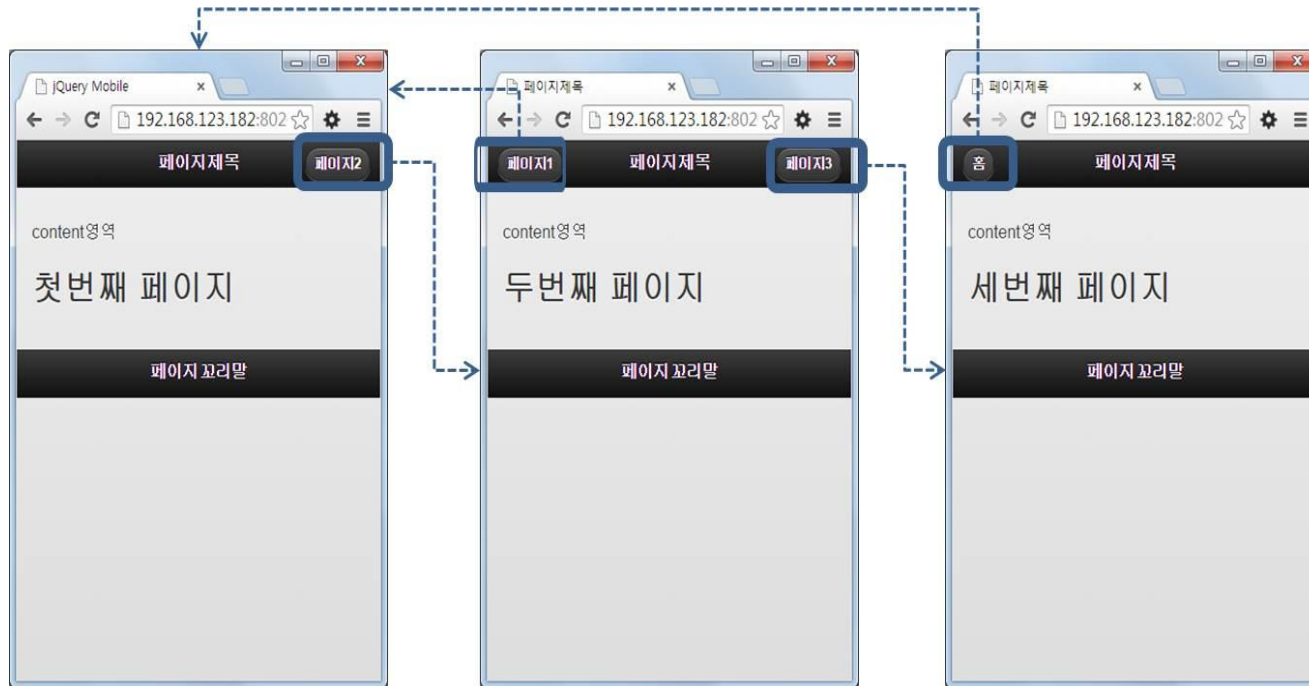 jQuery Mobile
192.168.123.182:802
페이지제목
페이지2
content영역
첫번째 페이지
페이지 꼬리말
페이지제목
192.168.123.182:802
페이지1
페이지제목
페이지3
content영역
두번째 페이지
페이지 꼬리말
페이지제목
192.168.123.182:802
홈
페이지제목
content영역
세번째 페이지
페이지 꼬리말